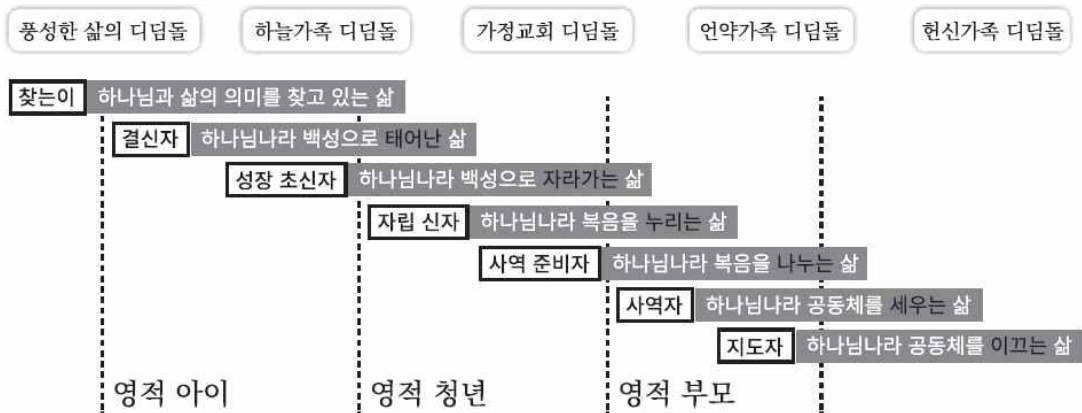 풍성한 삶의 디딤돌 하늘가족 디딤돌 가정교회 디딤돌 언약가족 디딤돌 헌신가족 디딤돌
찾는이 하나님과 삶의 의미를 찾고 있는 삶
결신자 하나님나라 백성으로 태어난 삶
성장 초신자 하나님나라 백성으로 자라가는 삶
자립 신자 하나님나라 복음을 누리는 삶
사역 준비자 하나님나라 복음을 나누는 삶
사역자 하나님나라 공동체를 세우는 삶
지도자 하나님나라 공동체를 이끄는 삶
영적 아이 영적 청년 영적 부모